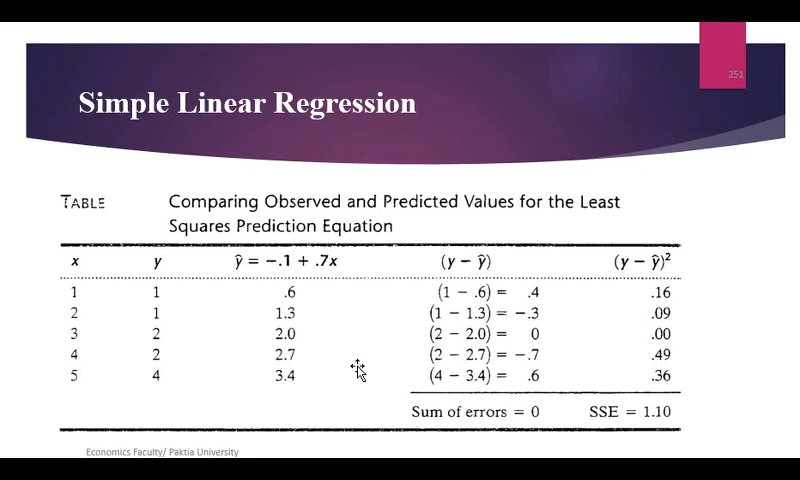 251
Simple Linear Regression
TABLE Comparing Observed and Predicted Values for the Least
Squares Prediction Equation
x y ŷ = −.1 + .7x (y − ŷ) (y − ŷ)²
1 1 .6 (1 − .6) = .4 .16
2 1 1.3 (1 − 1.3) = −.3 .09
3 2 2.0 (2 − 2.0) = 0 .00
4 2 2.7 (2 − 2.7) = −.7 .49
5 4 3.4 (4 − 3.4) = .6 .36
Sum of errors = 0 SSE = 1.10
Economics Faculty/ Paktia University